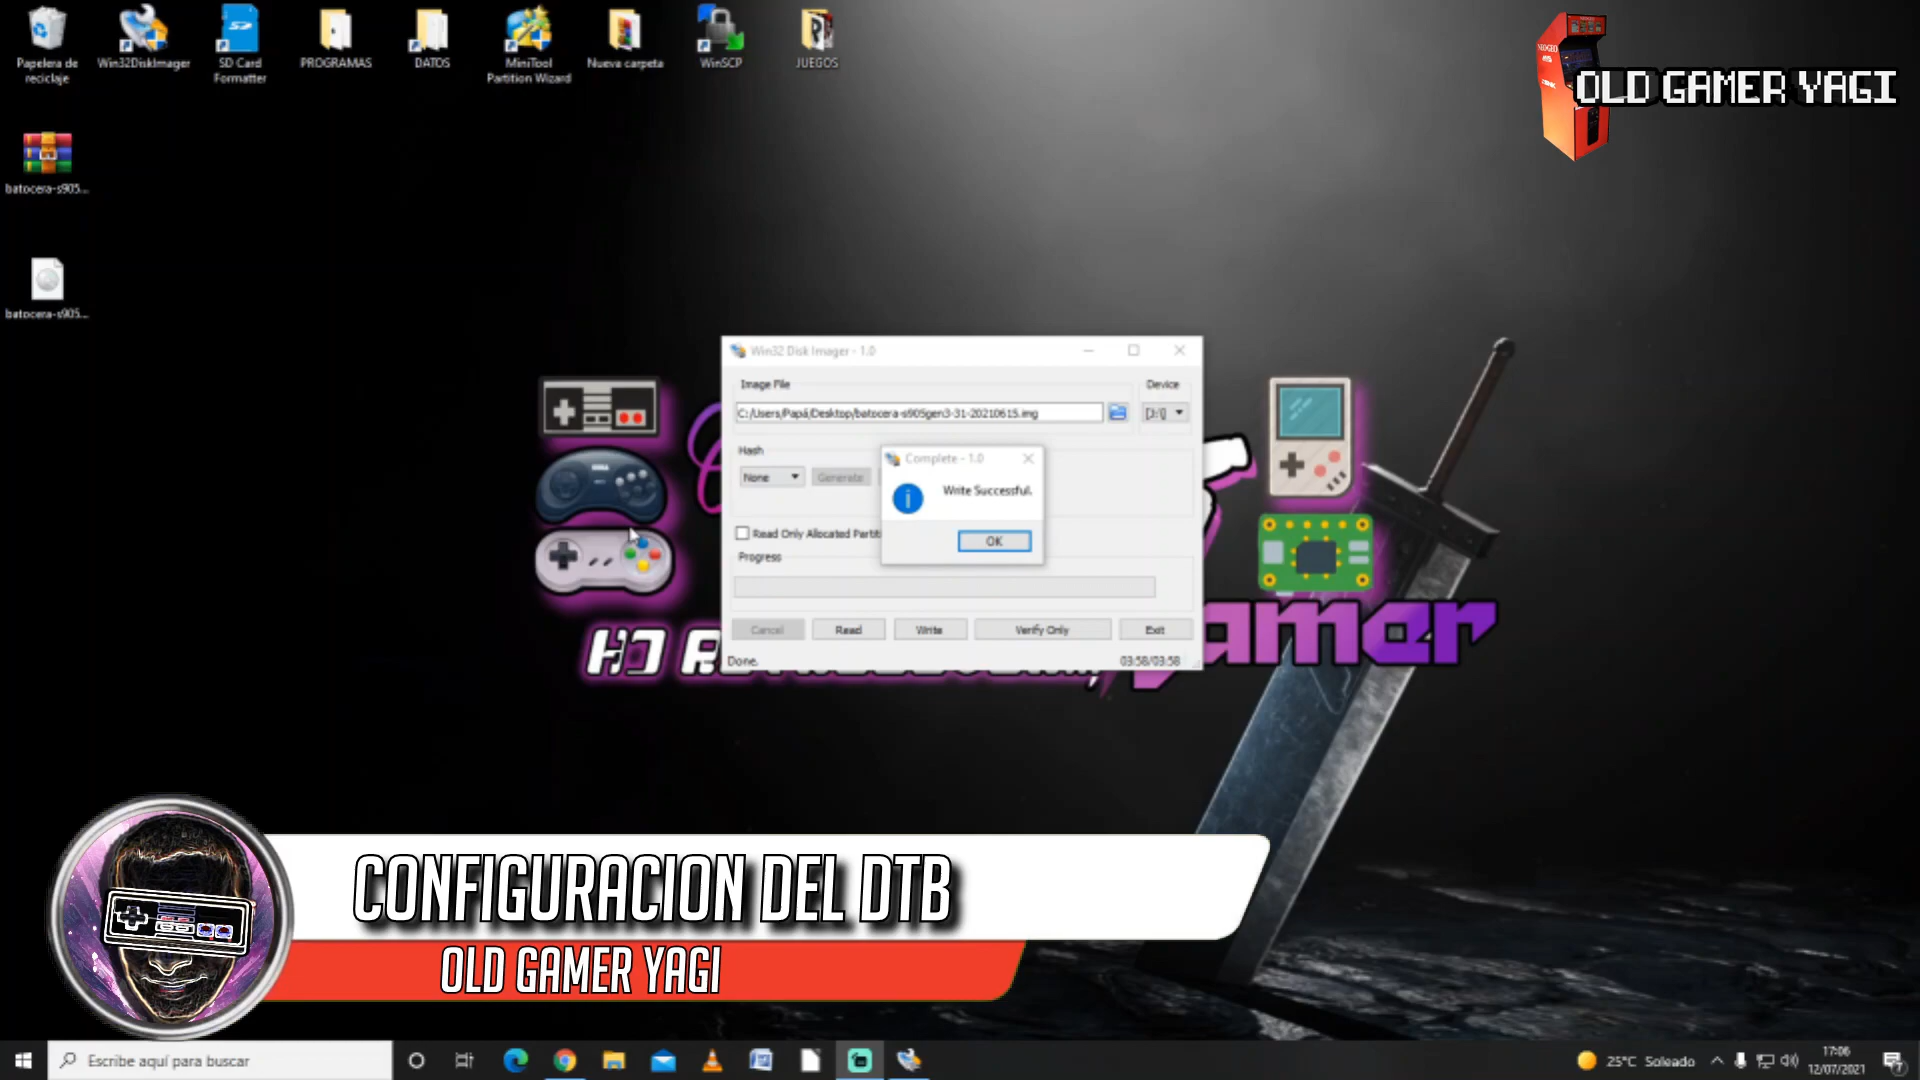 Papelera de
reciclaje
Win32DiskImager
SD Card
Formatter
PROGRAMAS
DATOS
MiniTool
Partition Wizard
Nueva carpeta
WinSCP
JUEGOS
OLD GAMER YAGI
batocera-s905...
batocera-s905...
Win32 Disk Imager - 1.0
Image File
Device
C:/Users/Papá/Desktop/batocera-s905gen3-31-20210615.img
[J:\]
Hash
None
Generate
Complete - 1.0
Write Successful.
OK
Read Only Allocated Partit
Progress
Cancel
Read
Write
Verify Only
Exit
Done.
03:58/03:58
HD
amer
CONFIGURACION DEL DTB
OLD GAMER YAGI
Escribe aquí para buscar
25°C Soleado
17:06
12/07/2021